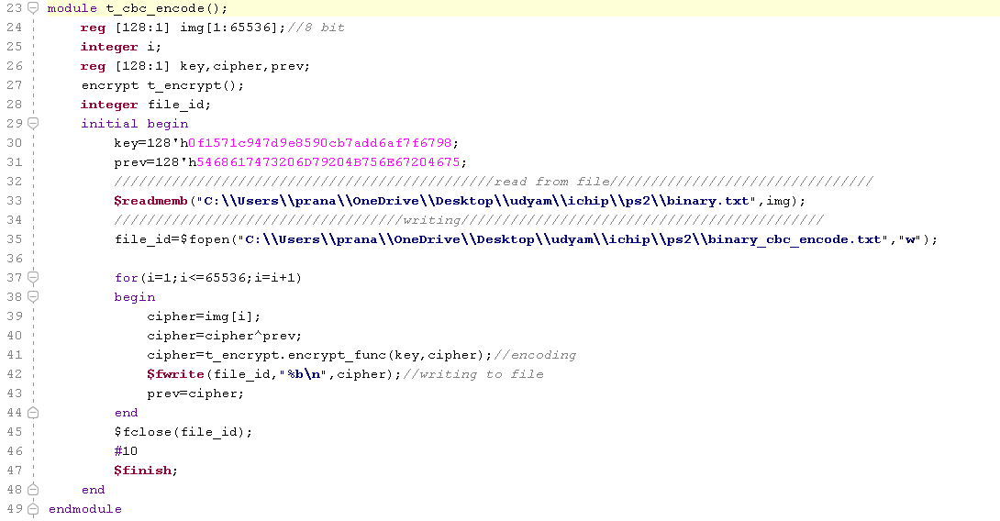 23 module t_cbc_encode();
24     reg [128:1] img[1:65536];//8 bit
25     integer i;
26     reg [128:1] key,cipher,prev;
27     encrypt t_encrypt();
28     integer file_id;
29     initial begin
30         key=128'h0f1571c947d9e8590cb7add6af7f6798;
31         prev=128'h5468617473206D79204B756E67204675;
32         //////////////////////////////////////////////read from file////////////////////////////////
33         $readmemb("C:\\Users\\prana\\OneDrive\\Desktop\\udyam\\ichip\\ps2\\binary.txt",img);
34         ///////////////////////////////////writing////////////////////////////////////////////
35         file_id=$fopen("C:\\Users\\prana\\OneDrive\\Desktop\\udyam\\ichip\\ps2\\binary_cbc_encode.txt","w");
36
37         for(i=1;i<=65536;i=i+1)
38         begin
39             cipher=img[i];
40             cipher=cipher^prev;
41             cipher=t_encrypt.encrypt_func(key,cipher);//encoding
42             $fwrite(file_id,"%b\n",cipher);//writing to file
43             prev=cipher;
44         end
45         $fclose(file_id);
46         #10
47         $finish;
48     end
49 endmodule